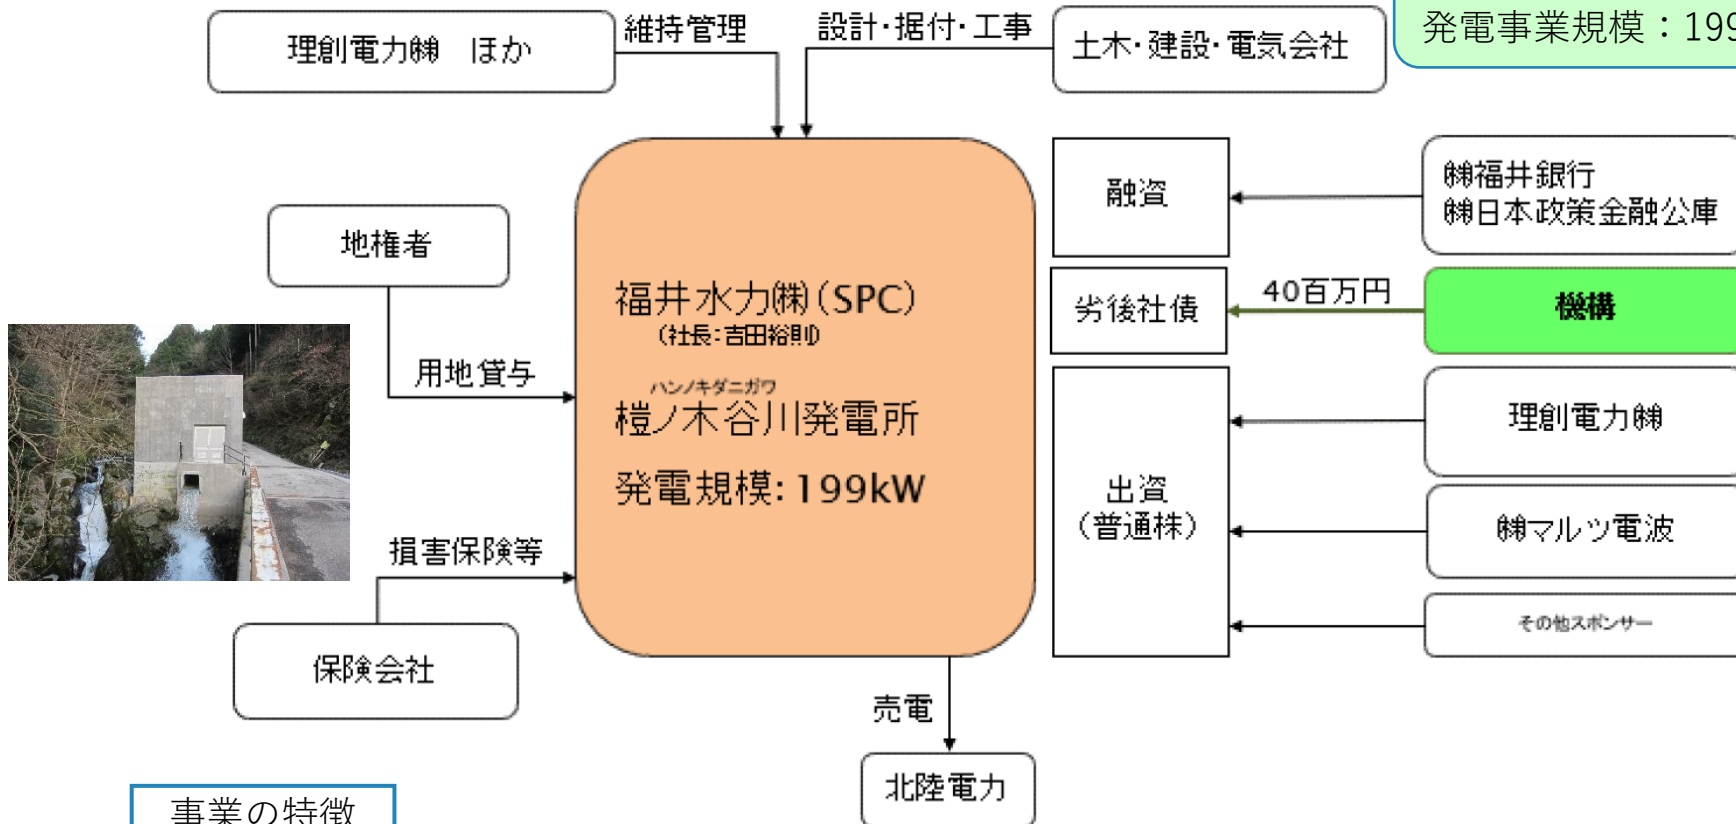 発電事業規模：199
理創電力㈱　ほか
維持管理
設計・据付・工事
土木・建設・電気会社
地権者
用地貸与
損害保険等
保険会社
福井水力㈱（SPC）
（社長：吉田裕則）
ハンノキダニガワ
榿ノ木谷川発電所
発電規模：199kW
融資
㈱福井銀行
㈱日本政策金融公庫
劣後社債
40百万円
機構
出資
（普通株）
理創電力㈱
㈱マルツ電波
その他スポンサー
売電
北陸電力
事業の特徴